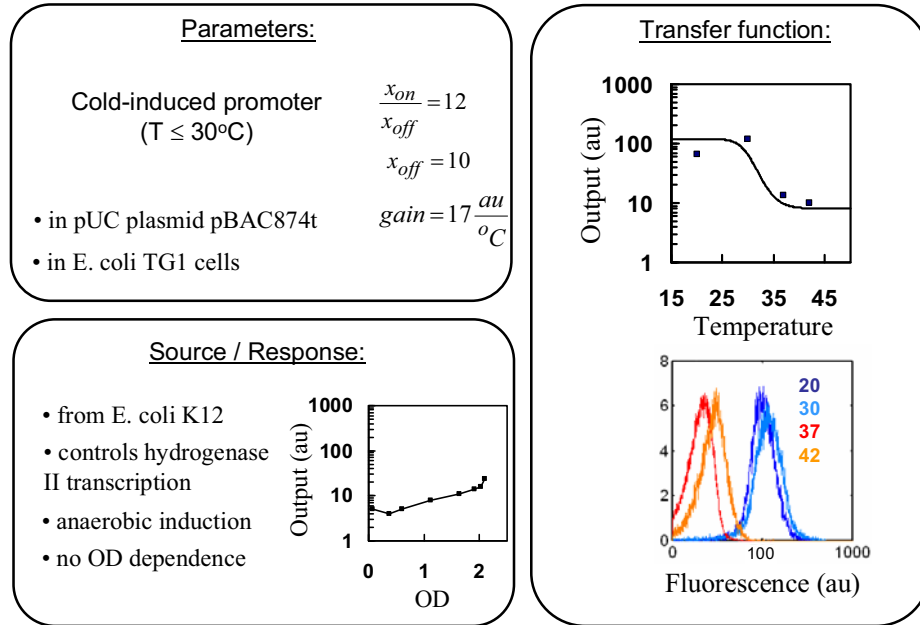 Parameters:
Cold-induced promoter
(T ≤ 30°C)
x_on / x_off = 12
x_off = 10
gain = 17 au / °C
• in pUC plasmid pBAC874t
• in E. coli TG1 cells
Source / Response:
• from E. coli K12
• controls hydrogenase
II transcription
• anaerobic induction
• no OD dependence
Output (au)
1000
100
10
1
0 1 2
OD
Transfer function:
Output (au)
1000
100
10
1
15 25 35 45
Temperature
8
6
4
2
0
20
30
37
42
0 100 1000
Fluorescence (au)